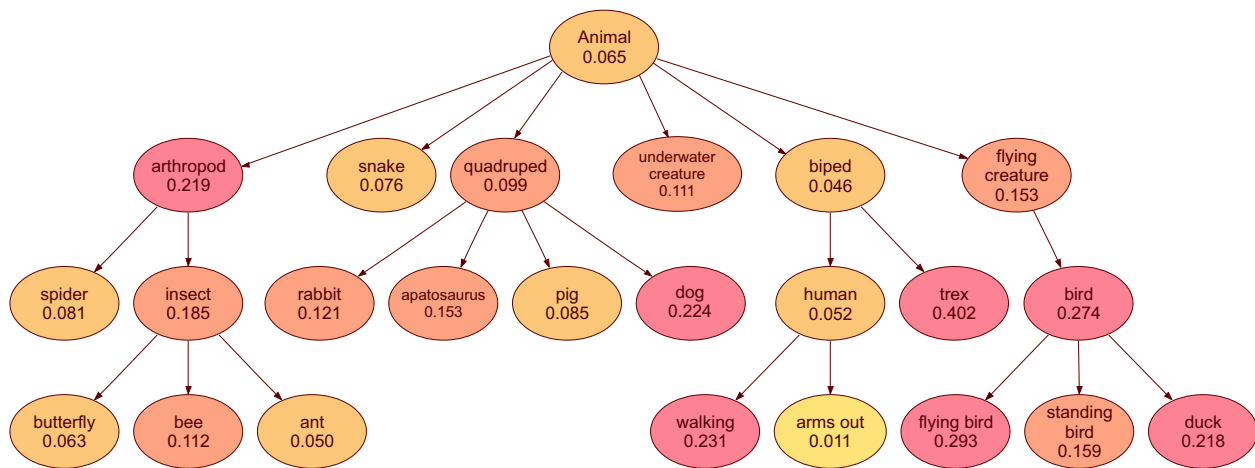 Animal
0.065
arthropod
0.219
snake
0.076
quadruped
0.099
underwater
creature
0.111
biped
0.046
flying
creature
0.153
spider
0.081
insect
0.185
rabbit
0.121
apatosaurus
0.153
pig
0.085
dog
0.224
human
0.052
trex
0.402
bird
0.274
butterfly
0.063
bee
0.112
ant
0.050
walking
0.231
arms out
0.011
flying bird
0.293
standing
bird
0.159
duck
0.218